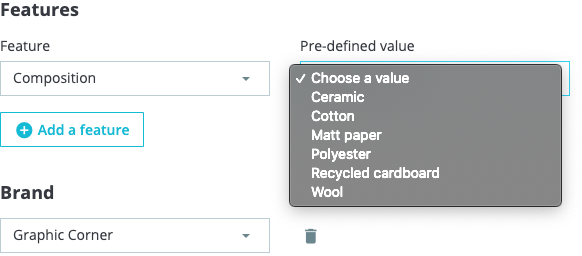 Features
Feature
Pre-defined value
Composition
Choose a value
Ceramic
Cotton
Matt paper
Polyester
Recycled cardboard
Wool
Add a feature
Brand
Graphic Corner